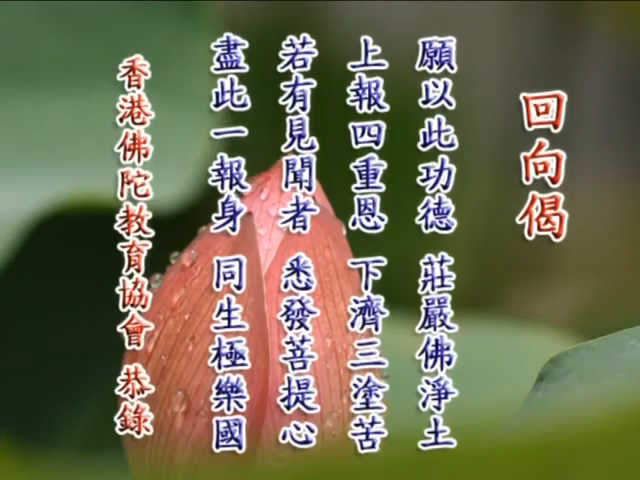 回向偈
願以此功德 莊嚴佛淨土
上報四重恩 下濟三塗苦
若有見聞者 悉發菩提心
盡此一報身 同生極樂國
香港佛陀教育協會 恭錄